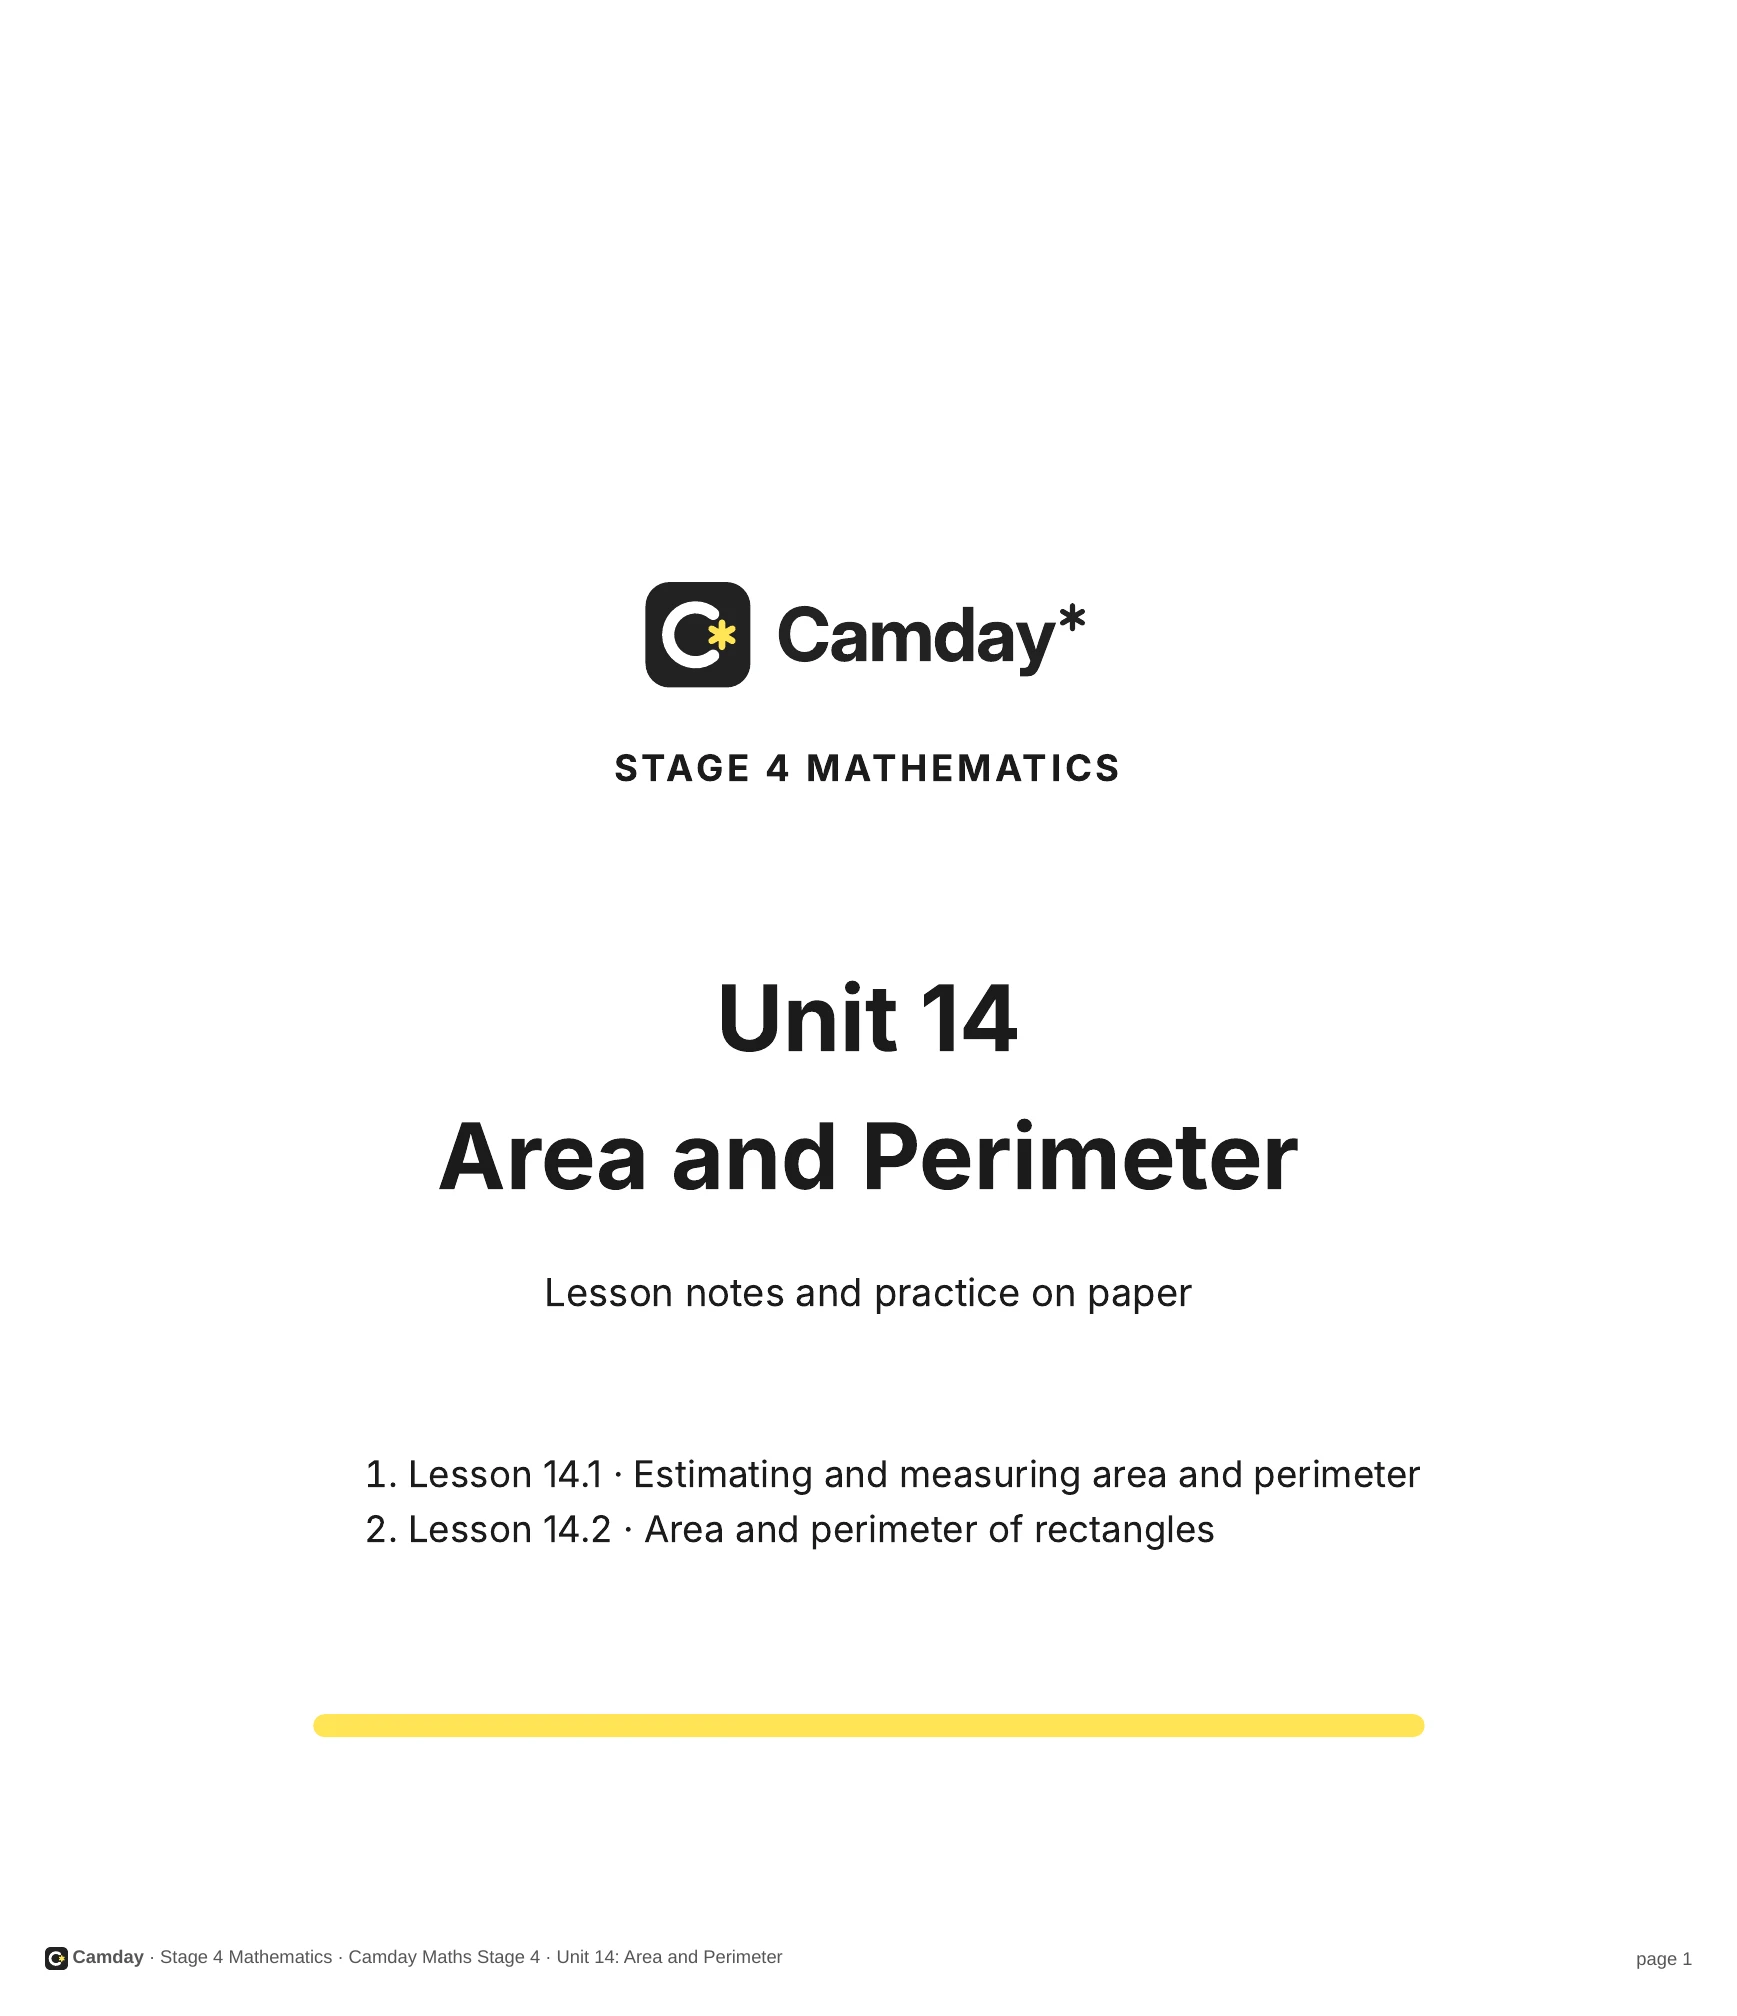 Camday*
STAGE 4 MATHEMATICS
Unit 14
Area and Perimeter
Lesson notes and practice on paper
1. Lesson 14.1 · Estimating and measuring area and perimeter
2. Lesson 14.2 · Area and perimeter of rectangles
Camday · Stage 4 Mathematics · Camday Maths Stage 4 · Unit 14: Area and Perimeter
page 1